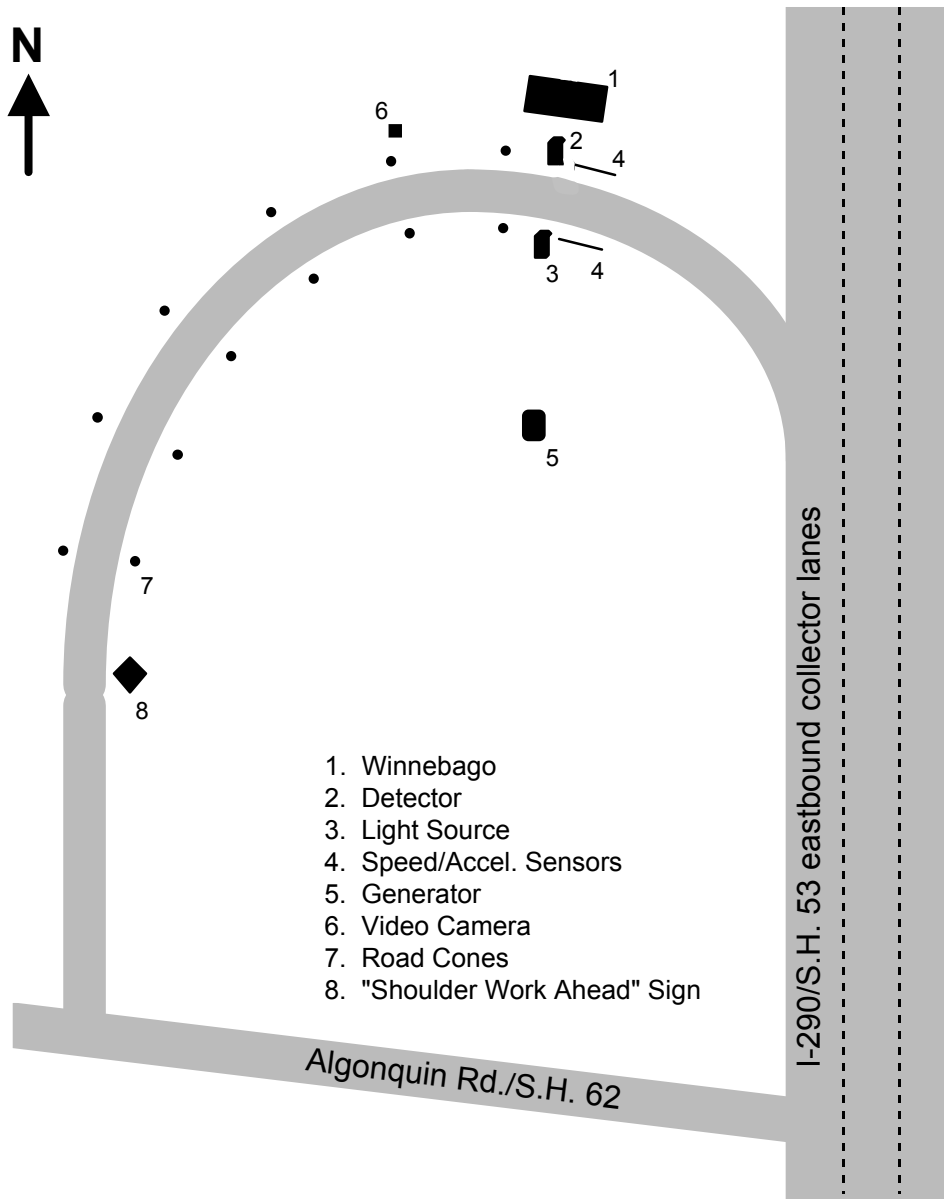 N
1
6
2
4
3
4
5
7
8
1. Winnebago
2. Detector
3. Light Source
4. Speed/Accel. Sensors
5. Generator
6. Video Camera
7. Road Cones
8. "Shoulder Work Ahead" Sign
I-290/S.H. 53 eastbound collector lanes
Algonquin Rd./S.H. 62